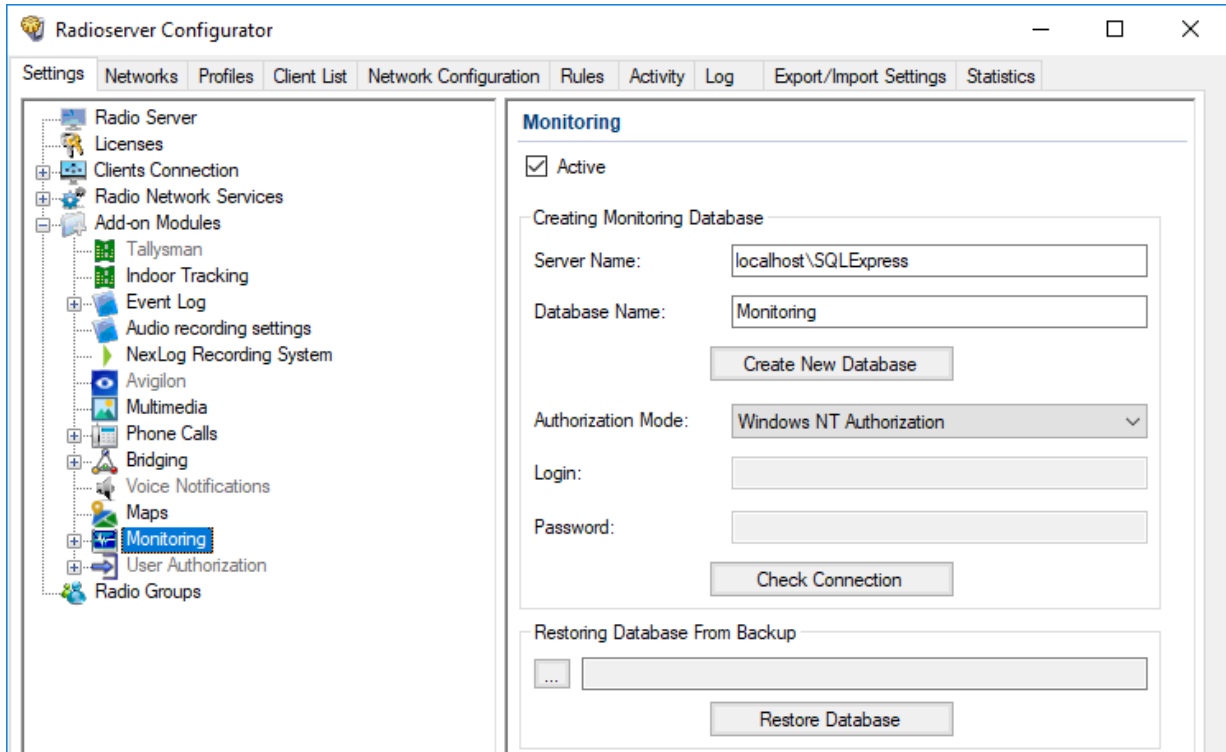 Radioserver Configurator
Settings Networks Profiles Client List Network Configuration Rules Activity Log Export/Import Settings Statistics
Radio Server
Licenses
Clients Connection
Radio Network Services
Add-on Modules
Tallysman
Indoor Tracking
Event Log
Audio recording settings
NexLog Recording System
Avigilon
Multimedia
Phone Calls
Bridging
Voice Notifications
Maps
Monitoring
User Authorization
Radio Groups
Monitoring
Active
Creating Monitoring Database
Server Name: localhost\SQLExpress
Database Name: Monitoring
Create New Database
Authorization Mode: Windows NT Authorization
Login:
Password:
Check Connection
Restoring Database From Backup
...
Restore Database